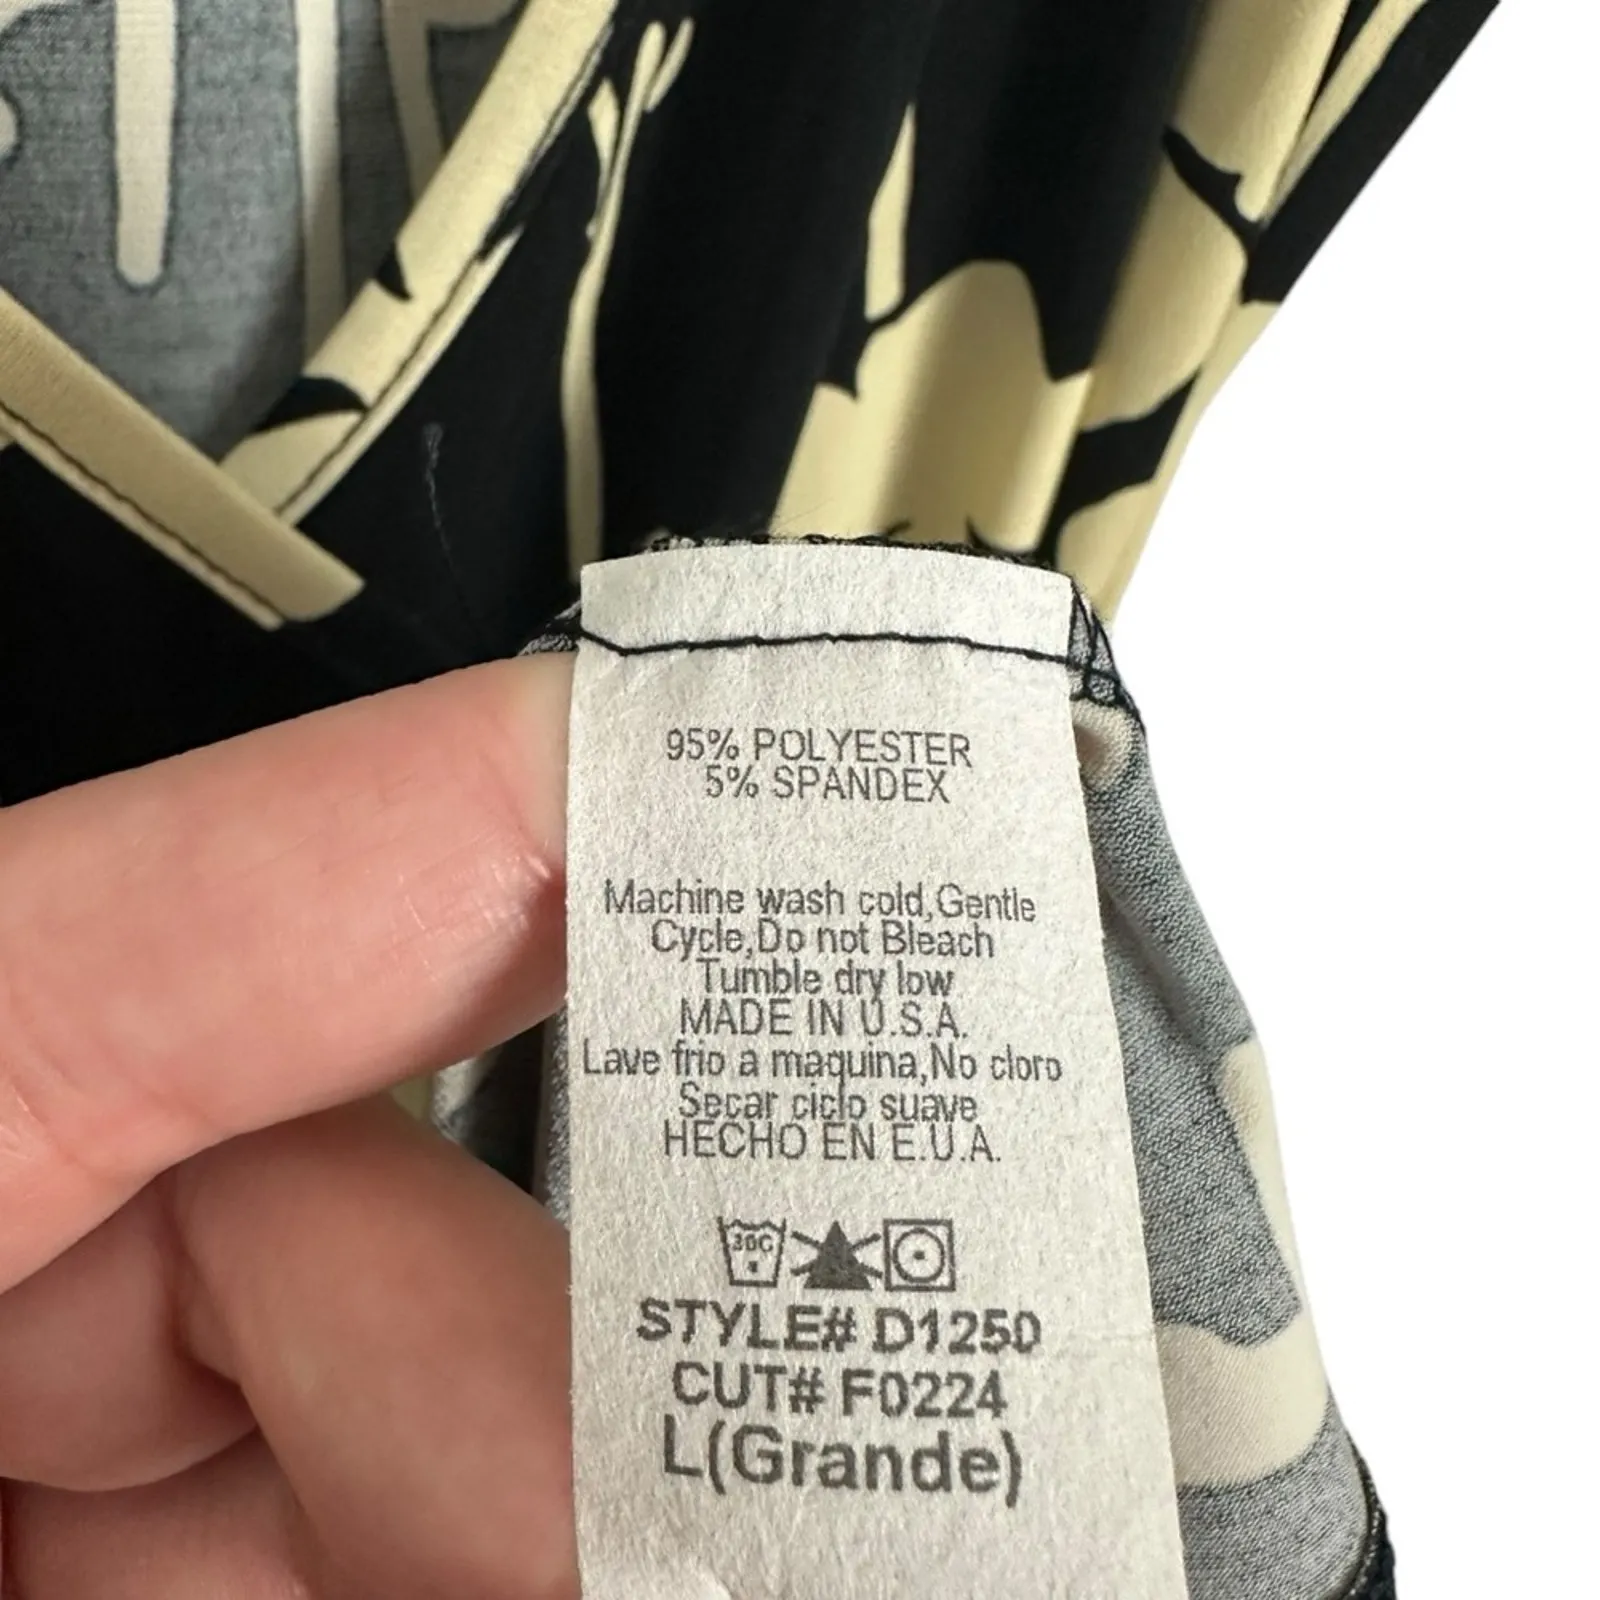 95% POLYESTER
5% SPANDEX
Machine wash cold,Gentle
Cycle,Do not Bleach
Tumble dry low
MADE IN U.S.A.
Lave frio a maquina,No cloro
Secar ciclo suave
HECHO EN E.U.A.
30C
STYLE# D1250
CUT# F0224
L(Grande)